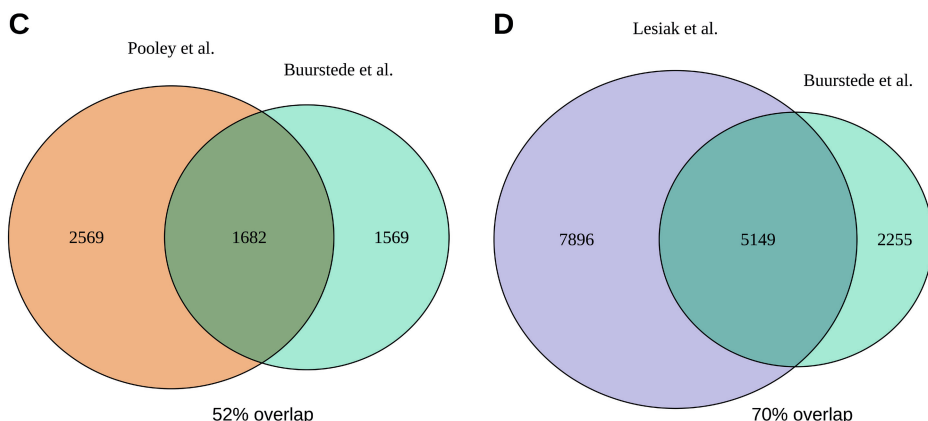 C
Pooley et al.
Buurstede et al.
2569
1682
1569
52% overlap
D
Lesiak et al.
Buurstede et al.
7896
5149
2255
70% overlap